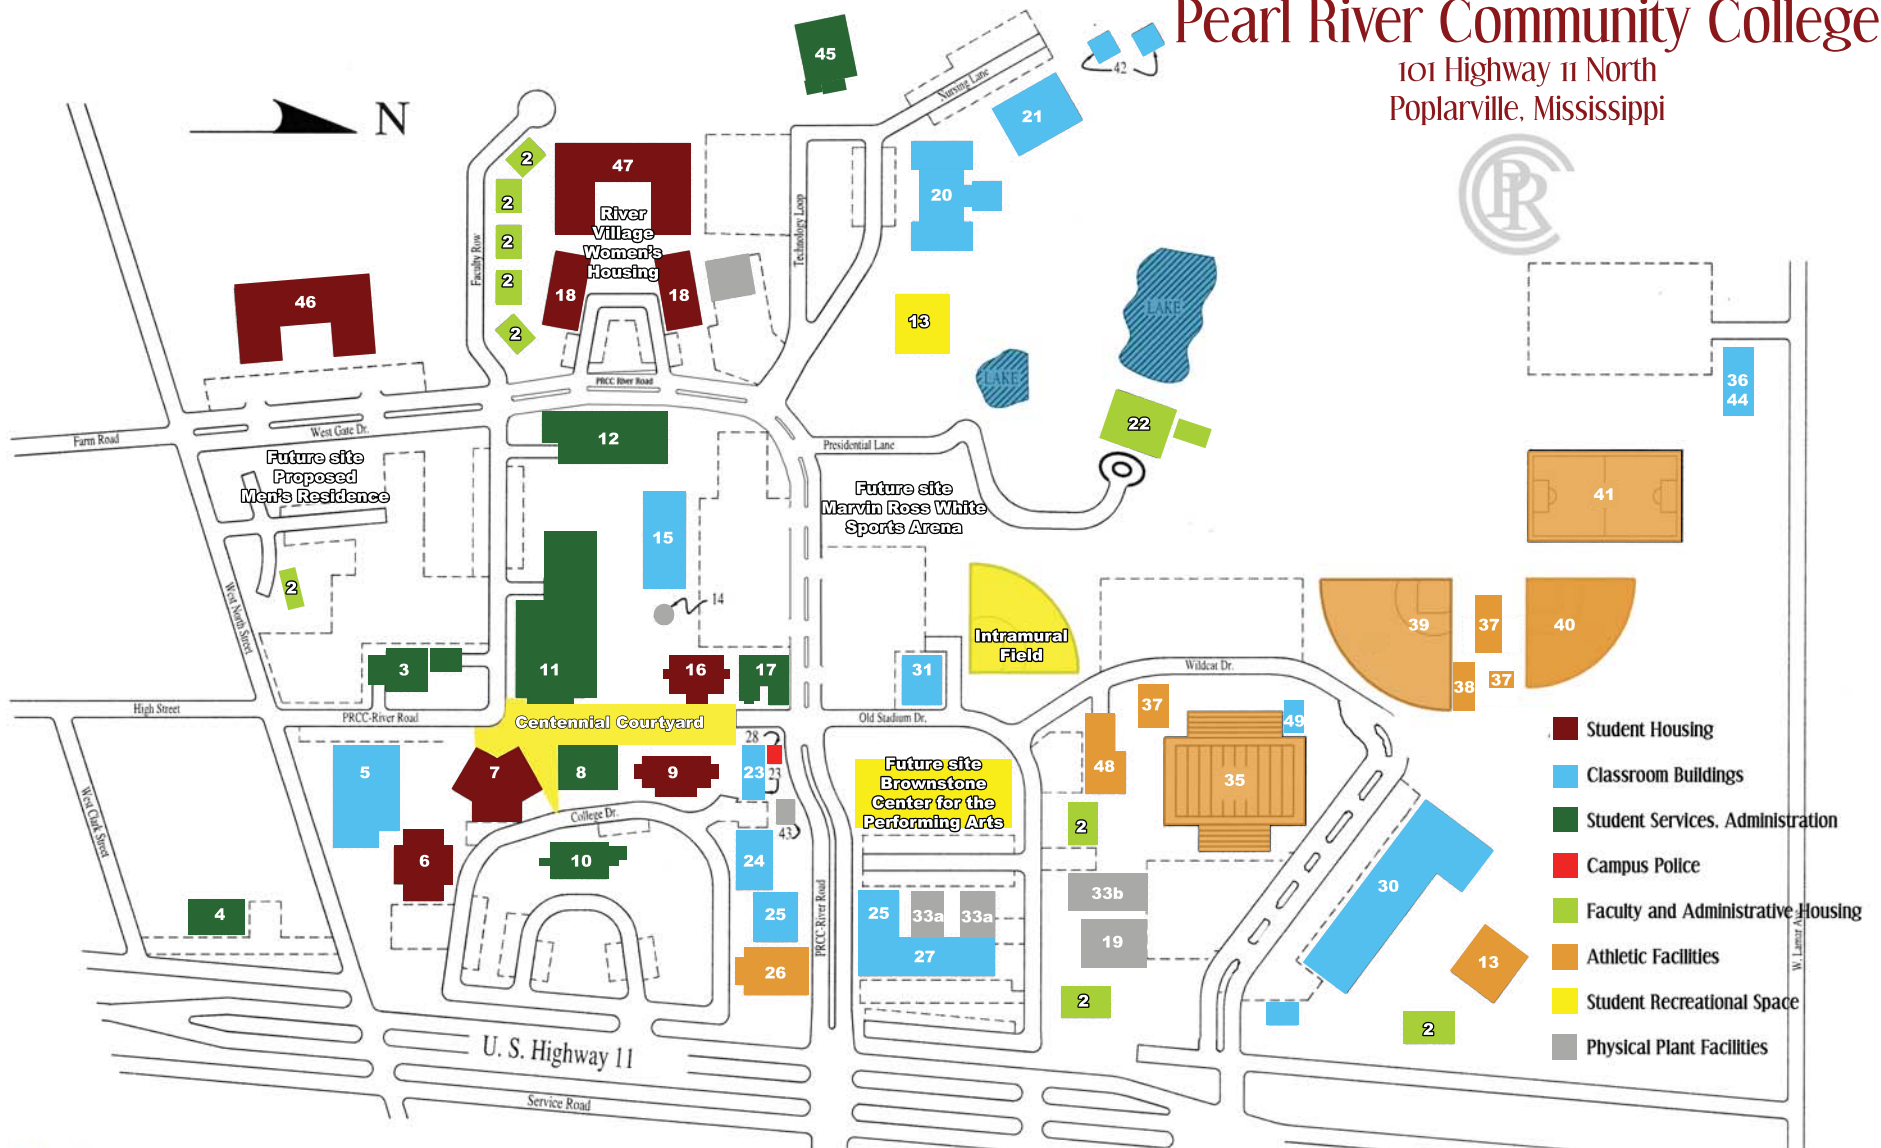 Pearl River Community College
101 Highway 11 North
Poplarville, Mississippi
CPRC
N
45
42
Nursing Lane
21
20
2
47
River
Village
Women's
Housing
2
2
2
2
18
18
Faculty Row
Technology Loop
46
13
LAKE
LAKE
PRCC River Road
36
44
22
Farm Road
West Gate Dr.
12
Presidential Lane
Future site
Proposed
Men's Residence
Future site
Marvin Ross White
Sports Arena
41
15
14
2
West North Street
Intramural
Field
39
37
40
3
11
16
17
31
Wildcat Dr.
38
37
High Street
PRCC-River Road
Centennial Courtyard
Old Stadium Dr.
37
49
28
5
7
8
9
23
23
Future site
Brownstone
Center for the
Performing Arts
48
35
College Dr.
43
2
West Clark Street
6
10
24
30
4
25
PRCC-River Road
25
33a
33a
33b
19
27
26
13
2
2
U. S. Highway 11
Service Road
W. Lamar Ave.
Student Housing
Classroom Buildings
Student Services, Administration
Campus Police
Faculty and Administrative Housing
Athletic Facilities
Student Recreational Space
Physical Plant Facilities